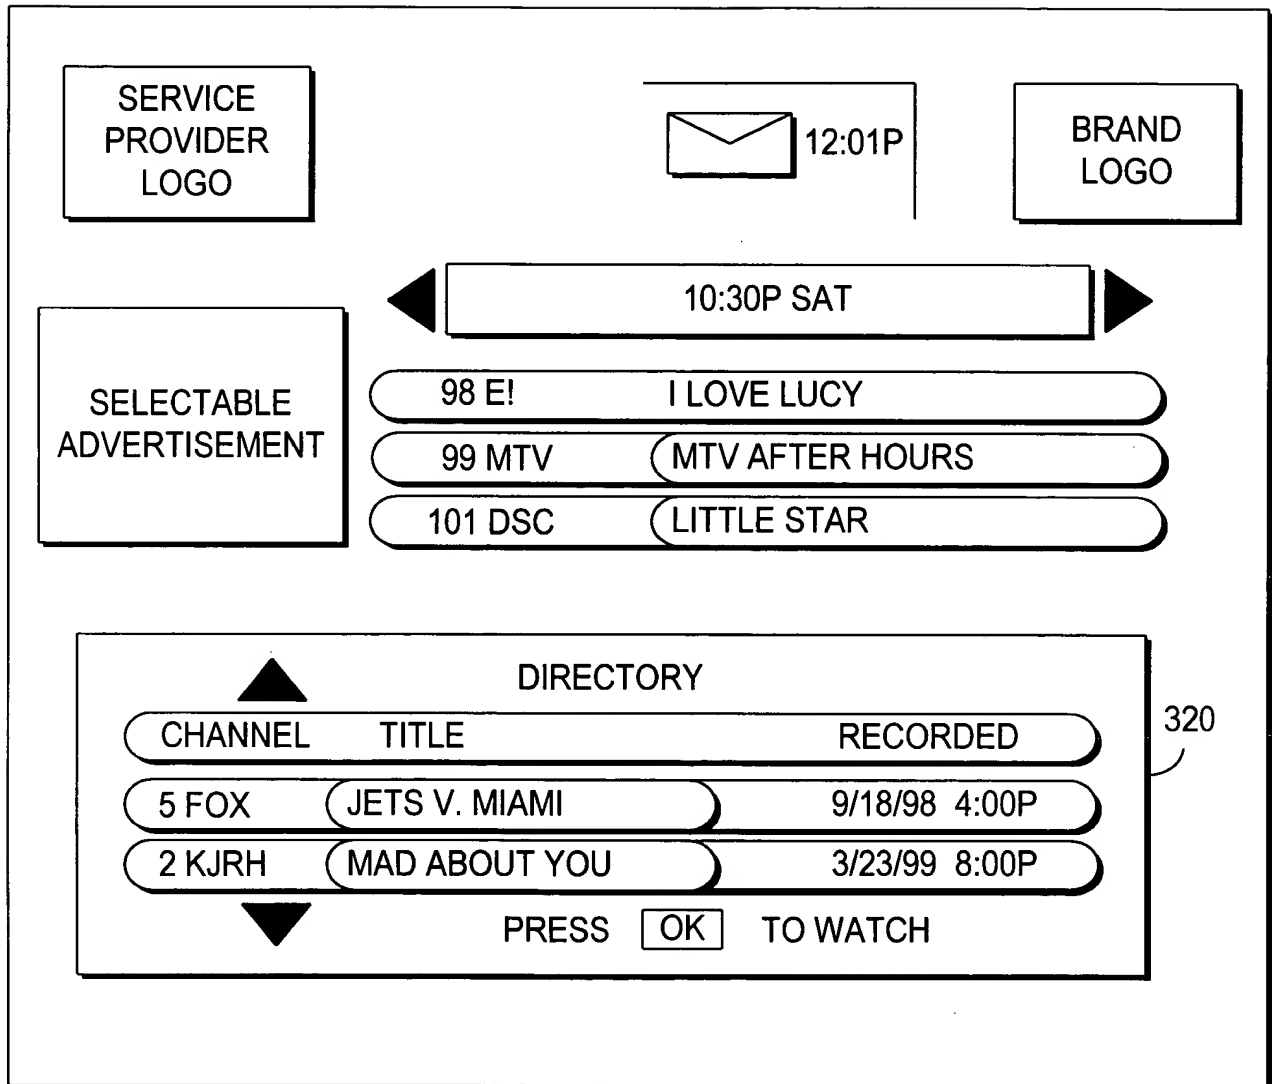 SERVICE
PROVIDER
LOGO
12:01P
BRAND
LOGO
10:30P SAT
SELECTABLE
ADVERTISEMENT
98 E! I LOVE LUCY
99 MTV MTV AFTER HOURS
101 DSC LITTLE STAR
DIRECTORY
CHANNEL TITLE RECORDED
320
5 FOX JETS V. MIAMI 9/18/98 4:00P
2 KJRH MAD ABOUT YOU 3/23/99 8:00P
PRESS OK TO WATCH